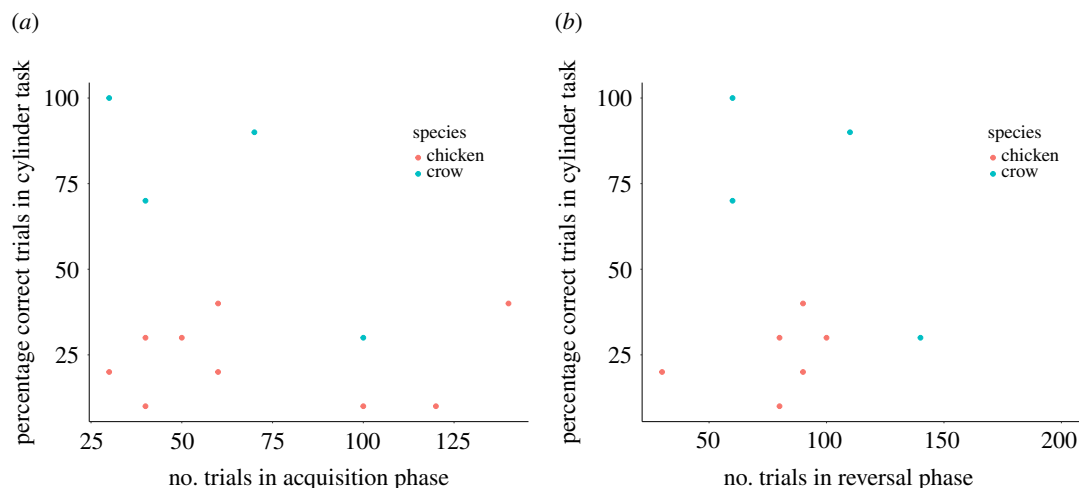 (a)
percentage correct trials in cylinder task
100
75
50
25
25
50
75
100
125
no. trials in acquisition phase
species
chicken
crow
(b)
percentage correct trials in cylinder task
100
75
50
25
50
100
150
200
no. trials in reversal phase
species
chicken
crow